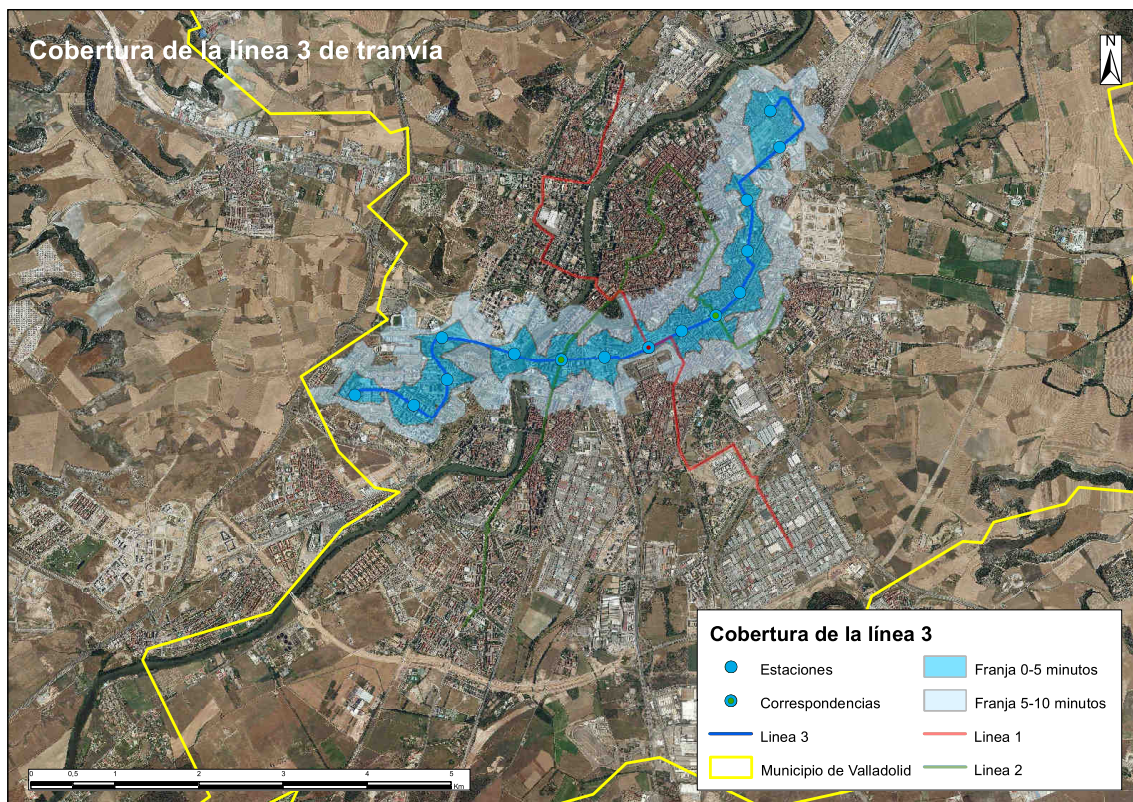 Cobertura de la línea 3 de tranvía
N
Cobertura de la línea 3
Estaciones
Franja 0-5 minutos
Correspondencias
Franja 5-10 minutos
Linea 3
Linea 1
Municipio de Valladolid
Linea 2
0 0,5 1 2 3 4 5
Km